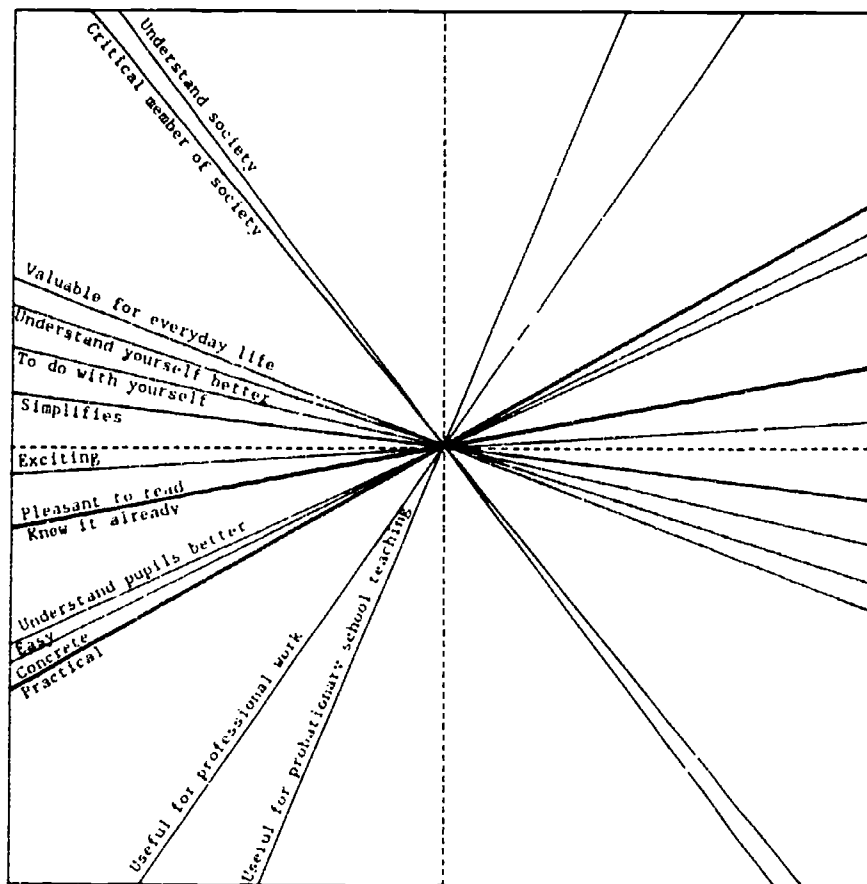 Understand society
Critical member of society
Valuable for everyday life
Understand yourself better
To do with yourself
Simplifies
Exciting
Pleasant to read
Know it already
Understand pupils better
Easy
Concrete
Practical
Useful for professional work
Useful for probationary school teaching